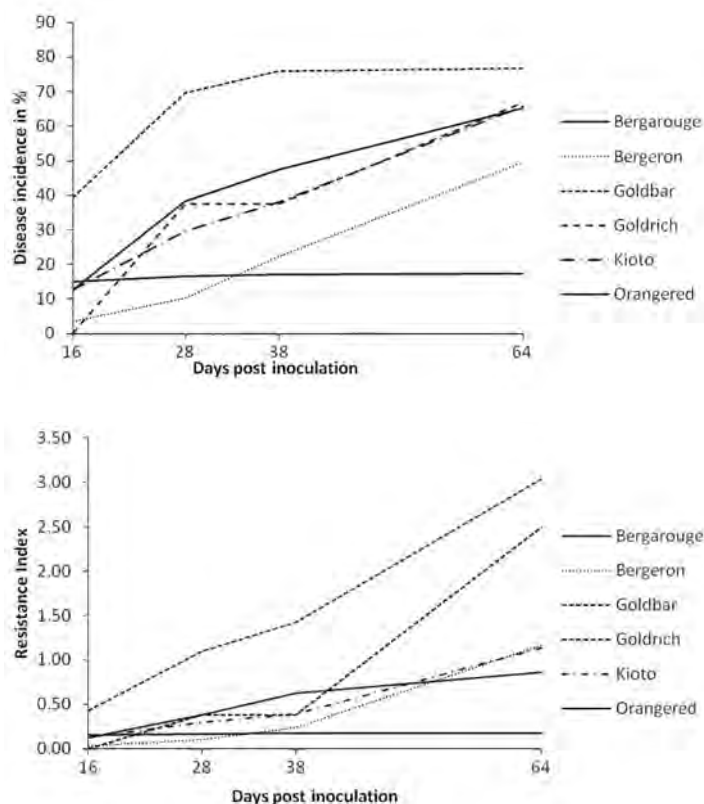 90
80
70
60
50
40
30
20
10
0
Disease incidence in %
16 28 38 64
Days post inoculation
Bergarouge
Bergeron
Goldbar
Goldrich
Kioto
Orangered
3.50
3.00
2.50
2.00
1.50
1.00
0.50
0.00
Resistance Index
16 28 38 64
Days post inoculation
Bergarouge
Bergeron
Goldbar
Goldrich
Kioto
Orangered